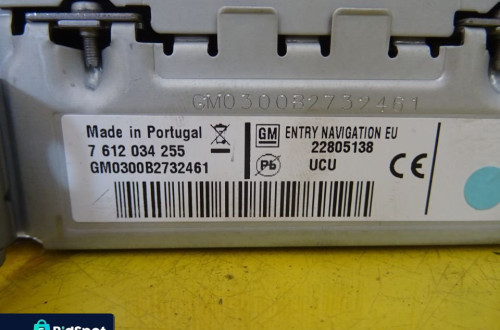 GM0300B2732461
Made in Portugal
7 612 034 255
GM0300B2732461
GM
ENTRY NAVIGATION EU
22805138
Pb
UCU
CE
BidSpot